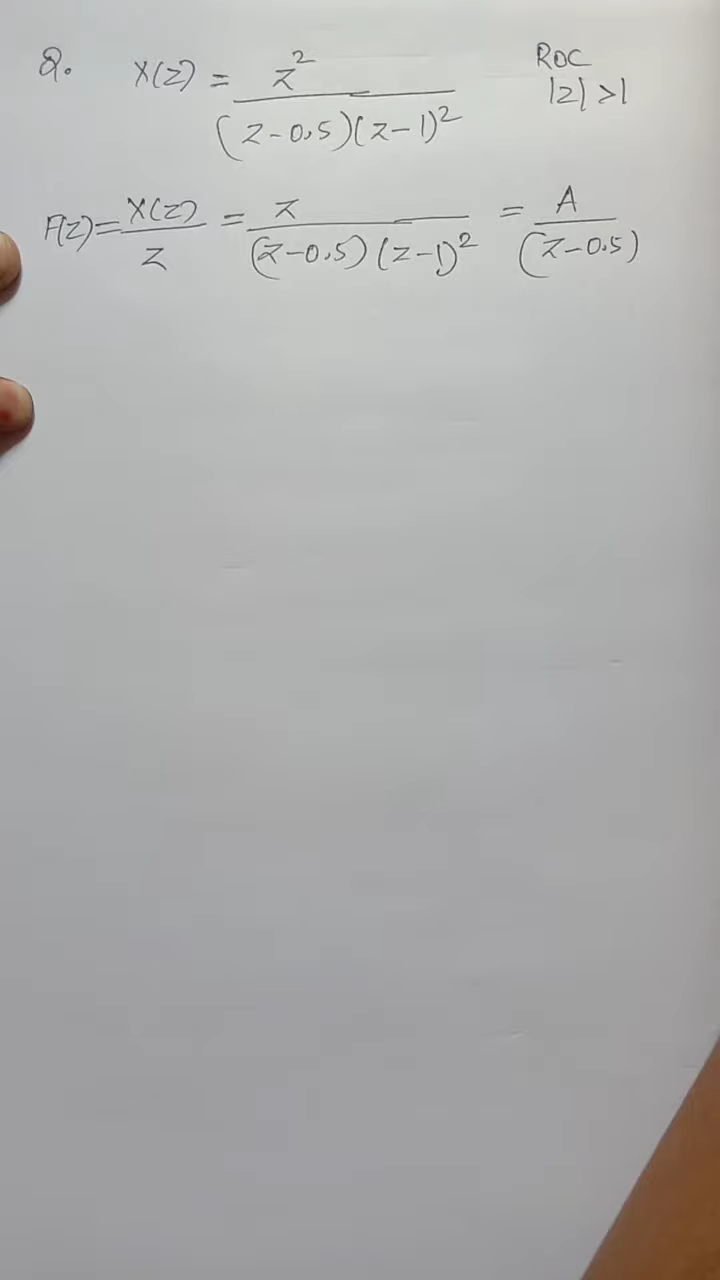 Q. X(z) = z² / (z-0.5)(z-1)² ROC |z| >1
F(z) = X(z) / z = z / (z-0.5)(z-1)² = A / (z-0.5)